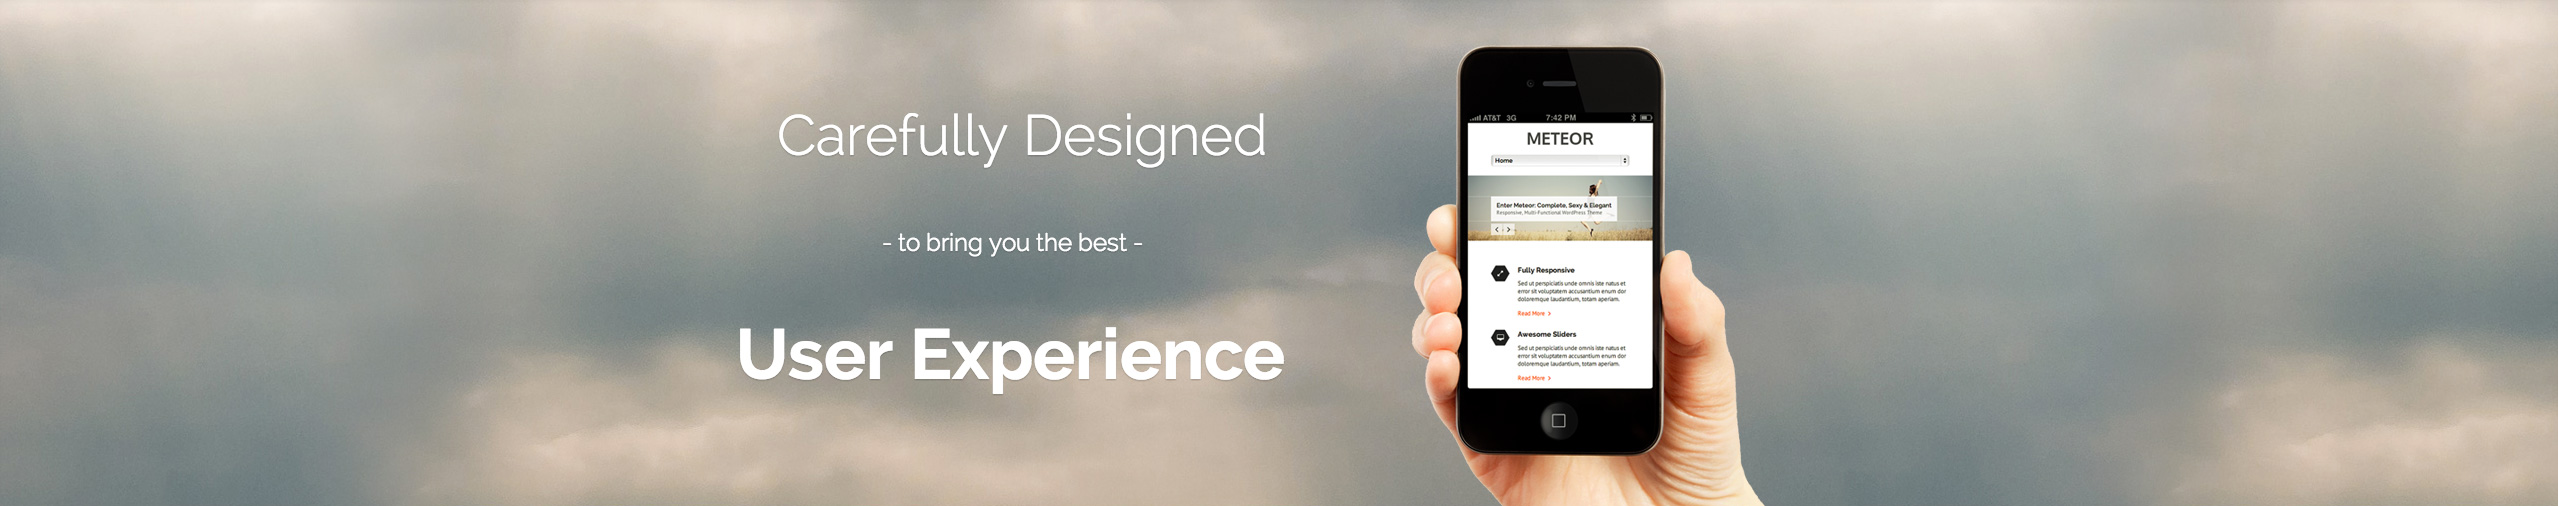 Carefully Designed
- to bring you the best -
User Experience
AT&T 3G 7:42 PM
METEOR
Home
Enter Meteor: Complete, Sexy & Elegant
Responsive, Multi-Functional WordPress Theme
Fully Responsive
Sed ut perspiciatis unde omnis iste natus et
error sit voluptatem accusantium enum dor
doloremque laudantium, totam aperiam.
Read More >
Awesome Sliders
Sed ut perspiciatis unde omnis iste natus et
error sit voluptatem accusantium enum dor
doloremque laudantium, totam aperiam.
Read More >